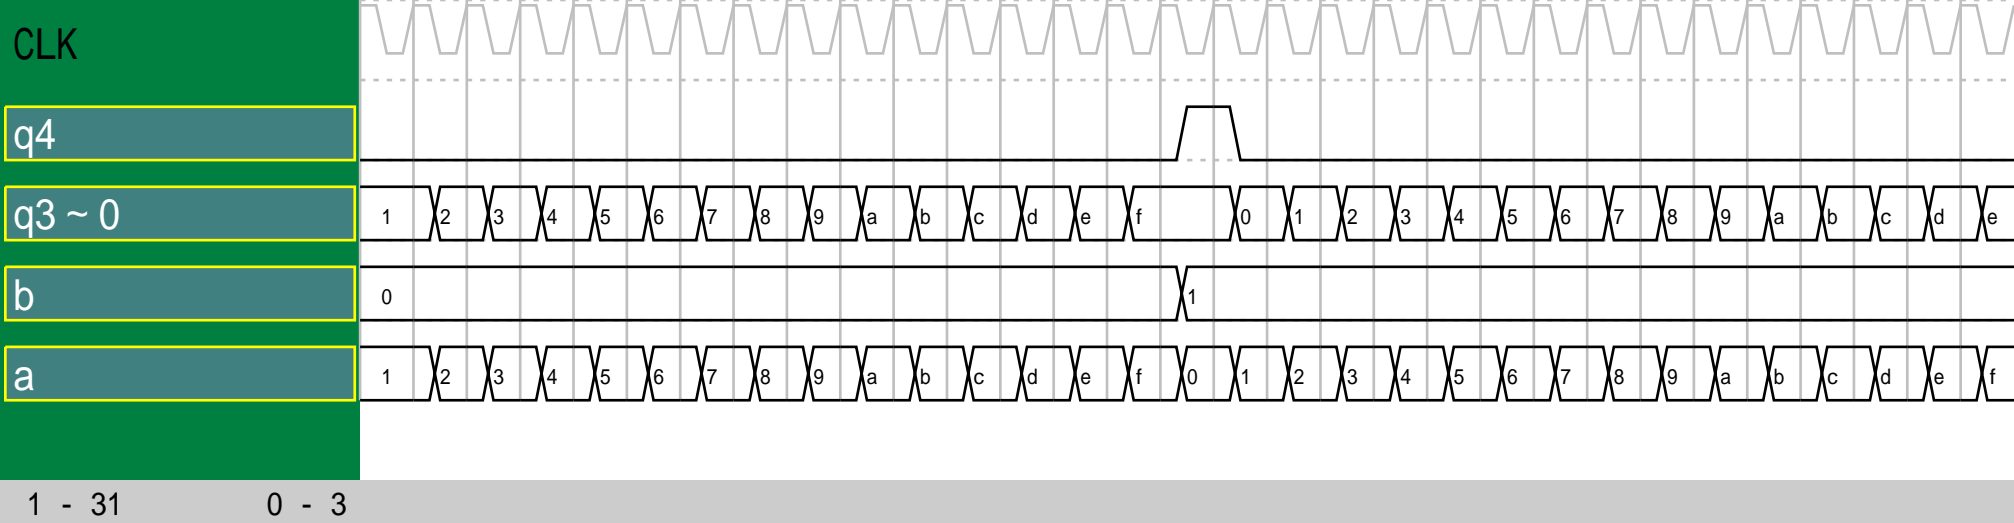 CLK
q4
q3 ~ 0 1 2 3 4 5 6 7 8 9 a b c d e f 0 1 2 3 4 5 6 7 8 9 a b c d e
b 0 1
a 1 2 3 4 5 6 7 8 9 a b c d e f 0 1 2 3 4 5 6 7 8 9 a b c d e f
1 - 31 0 - 3